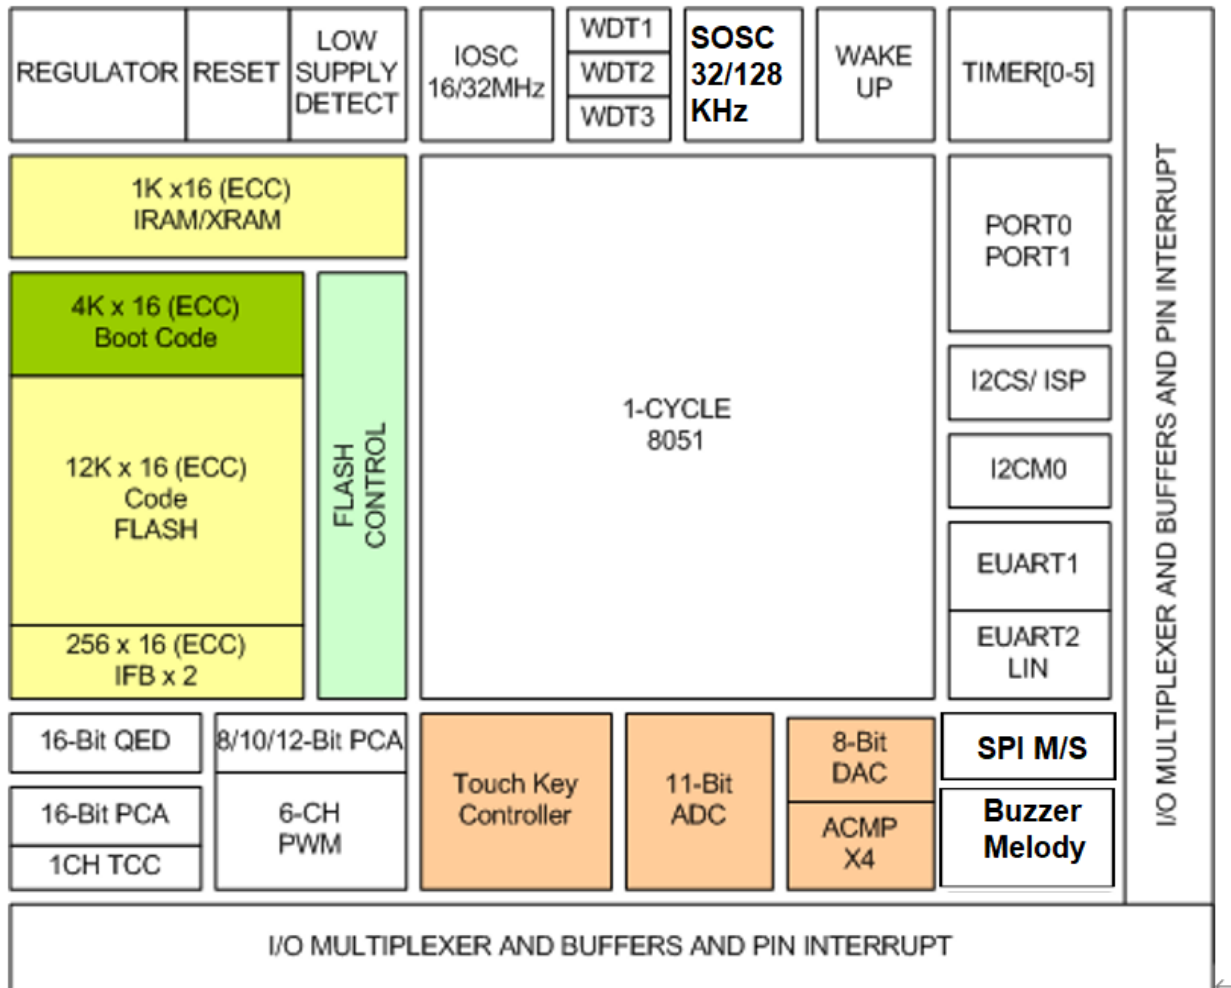 REGULATOR
RESET
LOW
SUPPLY
DETECT
IOSC
16/32MHz
WDT1
WDT2
WDT3
SOSC
32/128
KHz
WAKE
UP
TIMER[0-5]
1K x16 (ECC)
IRAM/XRAM
4K x 16 (ECC)
Boot Code
12K x 16 (ECC)
Code
FLASH
256 x 16 (ECC)
IFB x 2
FLASH
CONTROL
1-CYCLE
8051
PORT0
PORT1
I2CS/ ISP
I2CM0
EUART1
EUART2
LIN
16-Bit QED
16-Bit PCA
1CH TCC
8/10/12-Bit PCA
6-CH
PWM
Touch Key
Controller
11-Bit
ADC
8-Bit
DAC
ACMP
X4
SPI M/S
Buzzer
Melody
I/O MULTIPLEXER AND BUFFERS AND PIN INTERRUPT
I/O MULTIPLEXER AND BUFFERS AND PIN INTERRUPT